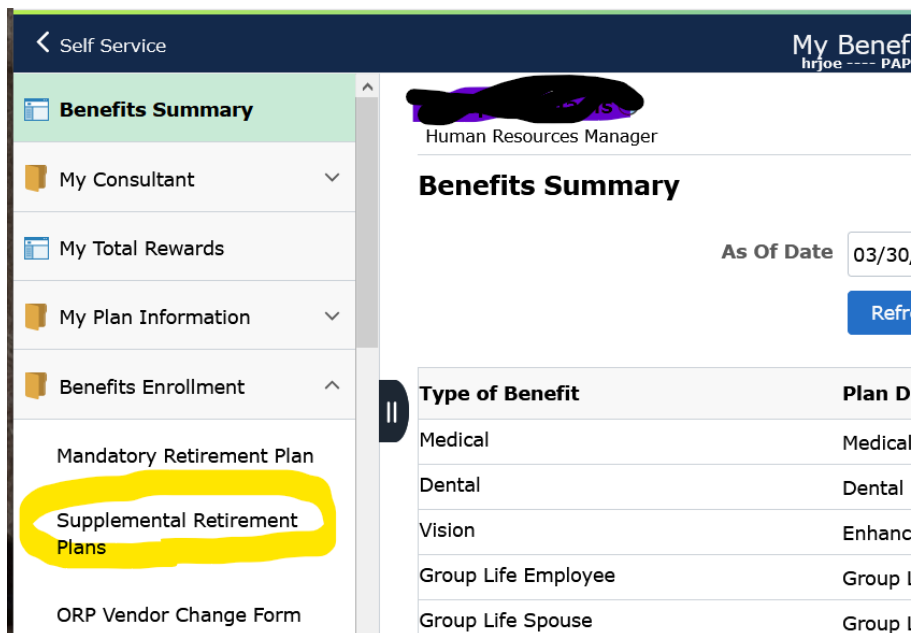 Self Service
My Benef
hrjoe ---- PAP
Benefits Summary
My Consultant
My Total Rewards
My Plan Information
Benefits Enrollment
Mandatory Retirement Plan
Supplemental Retirement
Plans
ORP Vendor Change Form
Human Resources Manager
Benefits Summary
As Of Date 03/30/
Refr
Type of Benefit Plan D
Medical Medical
Dental Dental
Vision Enhanc
Group Life Employee Group L
Group Life Spouse Group L